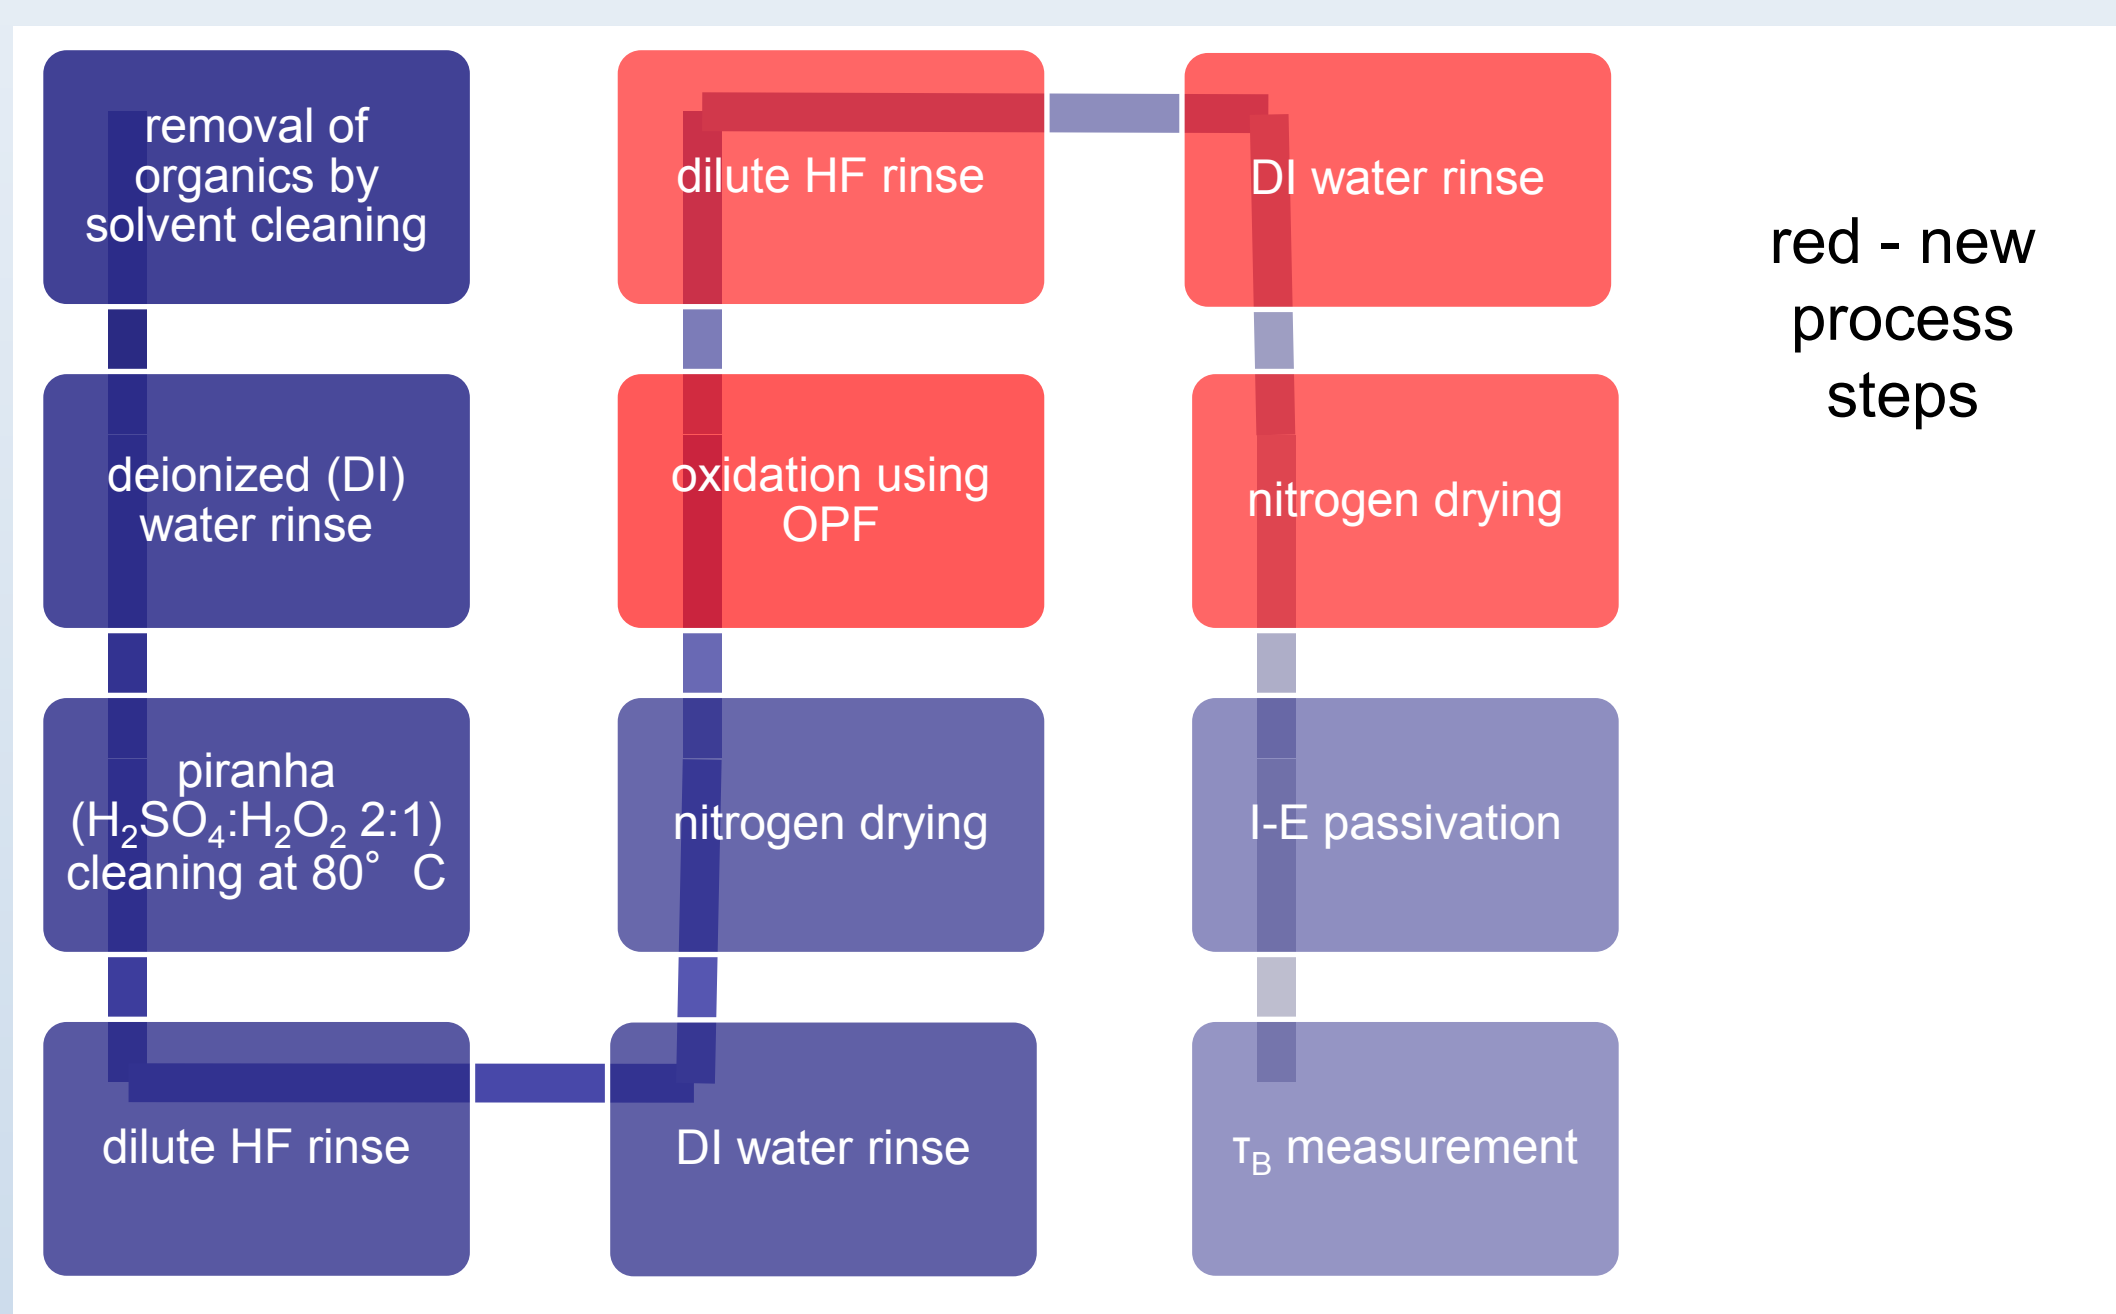 removal of
organics by
solvent cleaning
deionized (DI)
water rinse
piranha
(H₂SO₄:H₂O₂ 2:1)
cleaning at 80° C
dilute HF rinse
DI water rinse
nitrogen drying
oxidation using
OPF
dilute HF rinse
DI water rinse
nitrogen drying
I-E passivation
τ_B measurement
red - new
process
steps